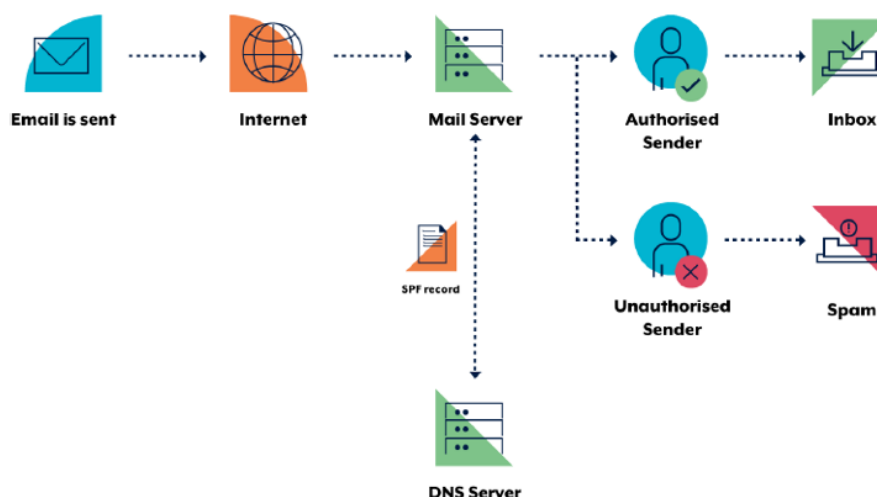 Email is sent
Internet
Mail Server
Authorised
Sender
Inbox
SPF record
Unauthorised
Sender
Spam
DNS Server